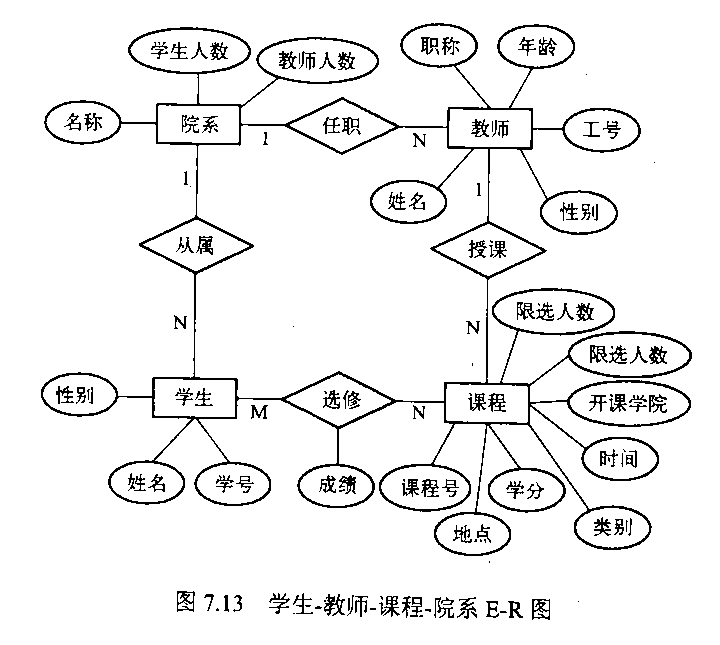 学生人数
教师人数
职称
年龄
名称
院系
1
任职
N
教师
工号
姓名
1
性别
1
从属
授课
N
N
限选人数
限选人数
性别
学生
M
选修
N
课程
开课学院
时间
姓名
学号
成绩
课程号
学分
地点
类别
图 7.13 学生-教师-课程-院系 E-R 图